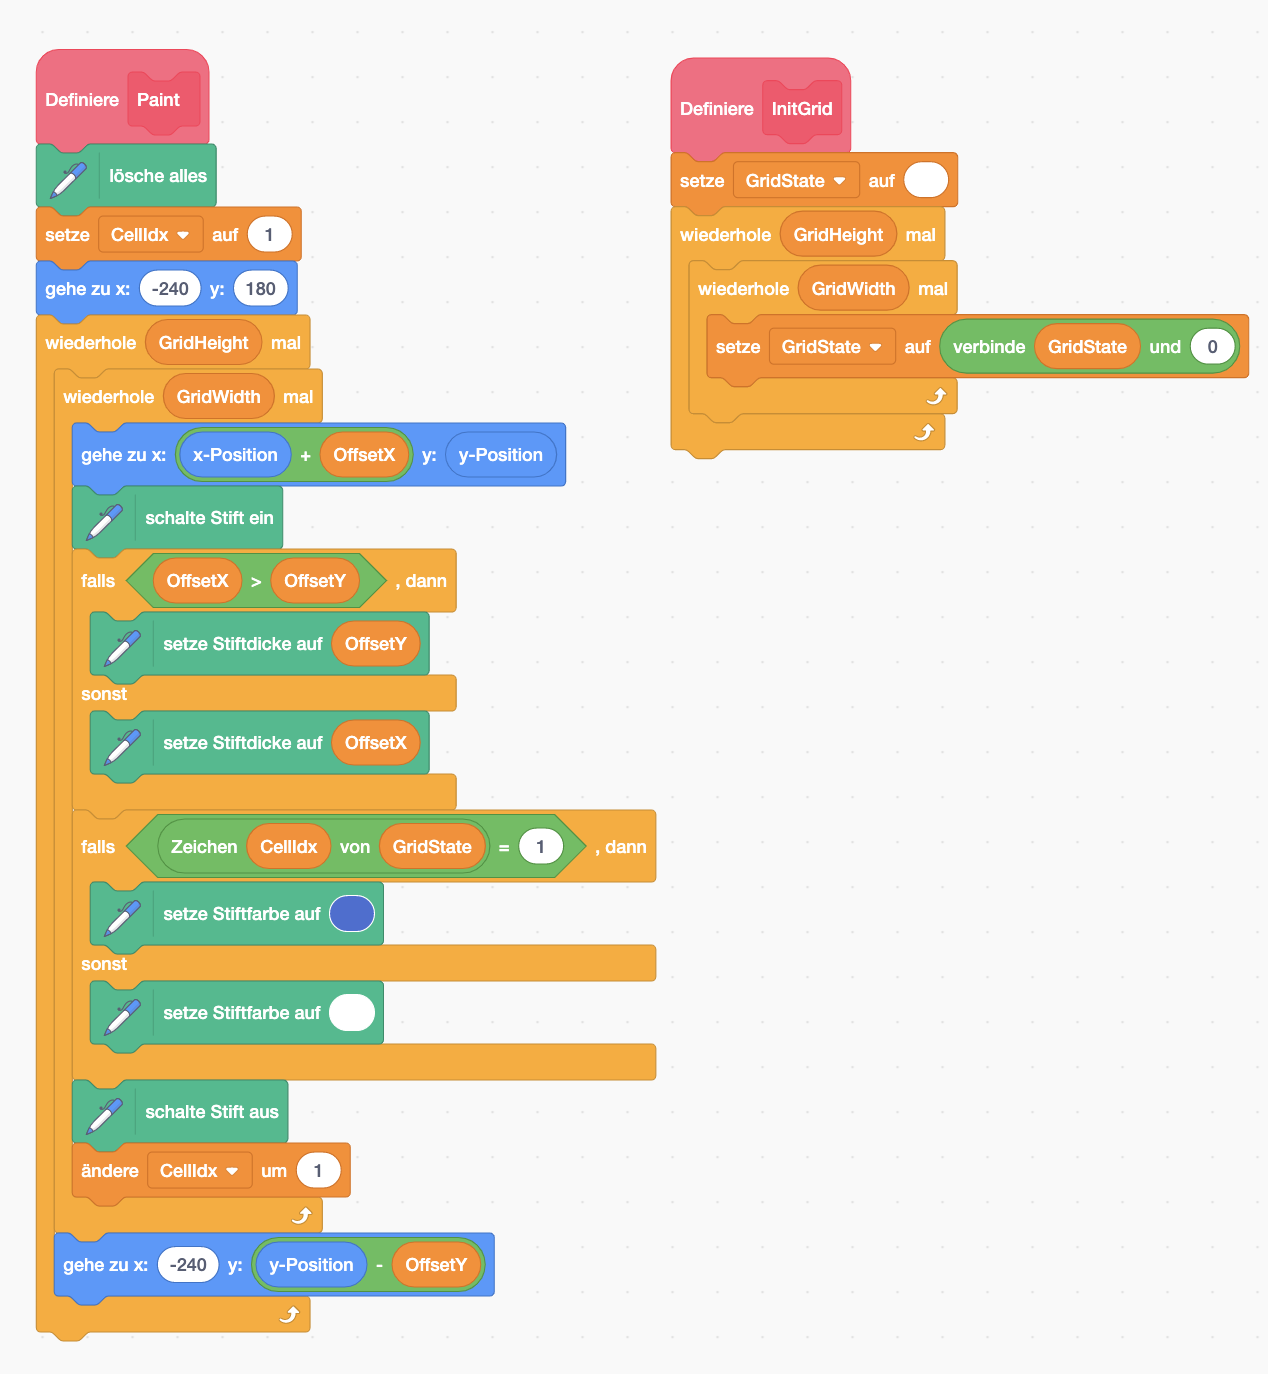 Definiere Paint
lösche alles
setze CellIdx auf 1
gehe zu x: -240 y: 180
wiederhole GridHeight mal
wiederhole GridWidth mal
gehe zu x: x-Position + OffsetX y: y-Position
schalte Stift ein
falls OffsetX > OffsetY , dann
setze Stiftdicke auf OffsetY
sonst
setze Stiftdicke auf OffsetX
falls Zeichen CellIdx von GridState = 1 , dann
setze Stiftfarbe auf
sonst
setze Stiftfarbe auf
schalte Stift aus
ändere CellIdx um 1
gehe zu x: -240 y: y-Position - OffsetY
Definiere InitGrid
setze GridState auf
wiederhole GridHeight mal
wiederhole GridWidth mal
setze GridState auf verbinde GridState und 0